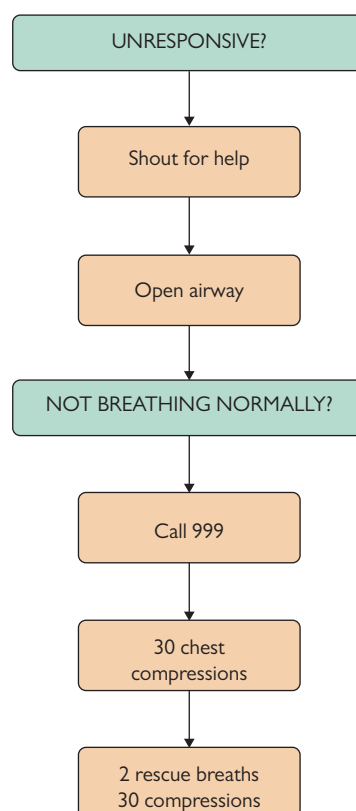 UNRESPONSIVE?
Shout for help
Open airway
NOT BREATHING NORMALLY?
Call 999
30 chest
compressions
2 rescue breaths
30 compressions